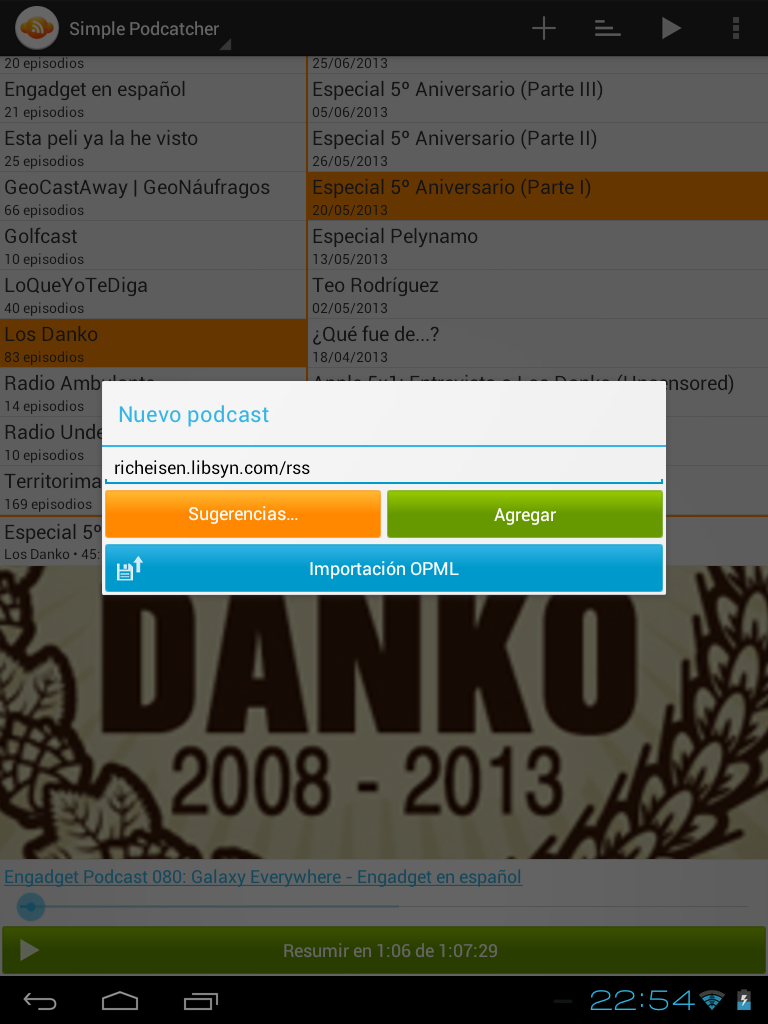 Simple Podcatcher
20 episodios
Engadget en español
21 episodios
Esta peli ya la he visto
25 episodios
GeoCastAway | GeoNáufragos
66 episodios
Golfcast
10 episodios
LoQueYoTeDiga
40 episodios
Los Danko
83 episodios
Radio Ambulante
14 episodios
Radio Unde
10 episodios
Territorima
169 episodios
25/06/2013
Especial 5º Aniversario (Parte III)
05/06/2013
Especial 5º Aniversario (Parte II)
26/05/2013
Especial 5º Aniversario (Parte I)
20/05/2013
Especial Pelynamo
13/05/2013
Teo Rodríguez
02/05/2013
¿Qué fue de...?
18/04/2013
Apple 5x1: Entrevista a Los Danko (Uncensored)
Nuevo podcast
richeisen.libsyn.com/rss
Sugerencias...
Agregar
Importación OPML
Especial 5º
Los Danko • 45:
DANKO
2008 - 2013
Engadget Podcast 080: Galaxy Everywhere - Engadget en español
Resumir en 1:06 de 1:07:29
22:54